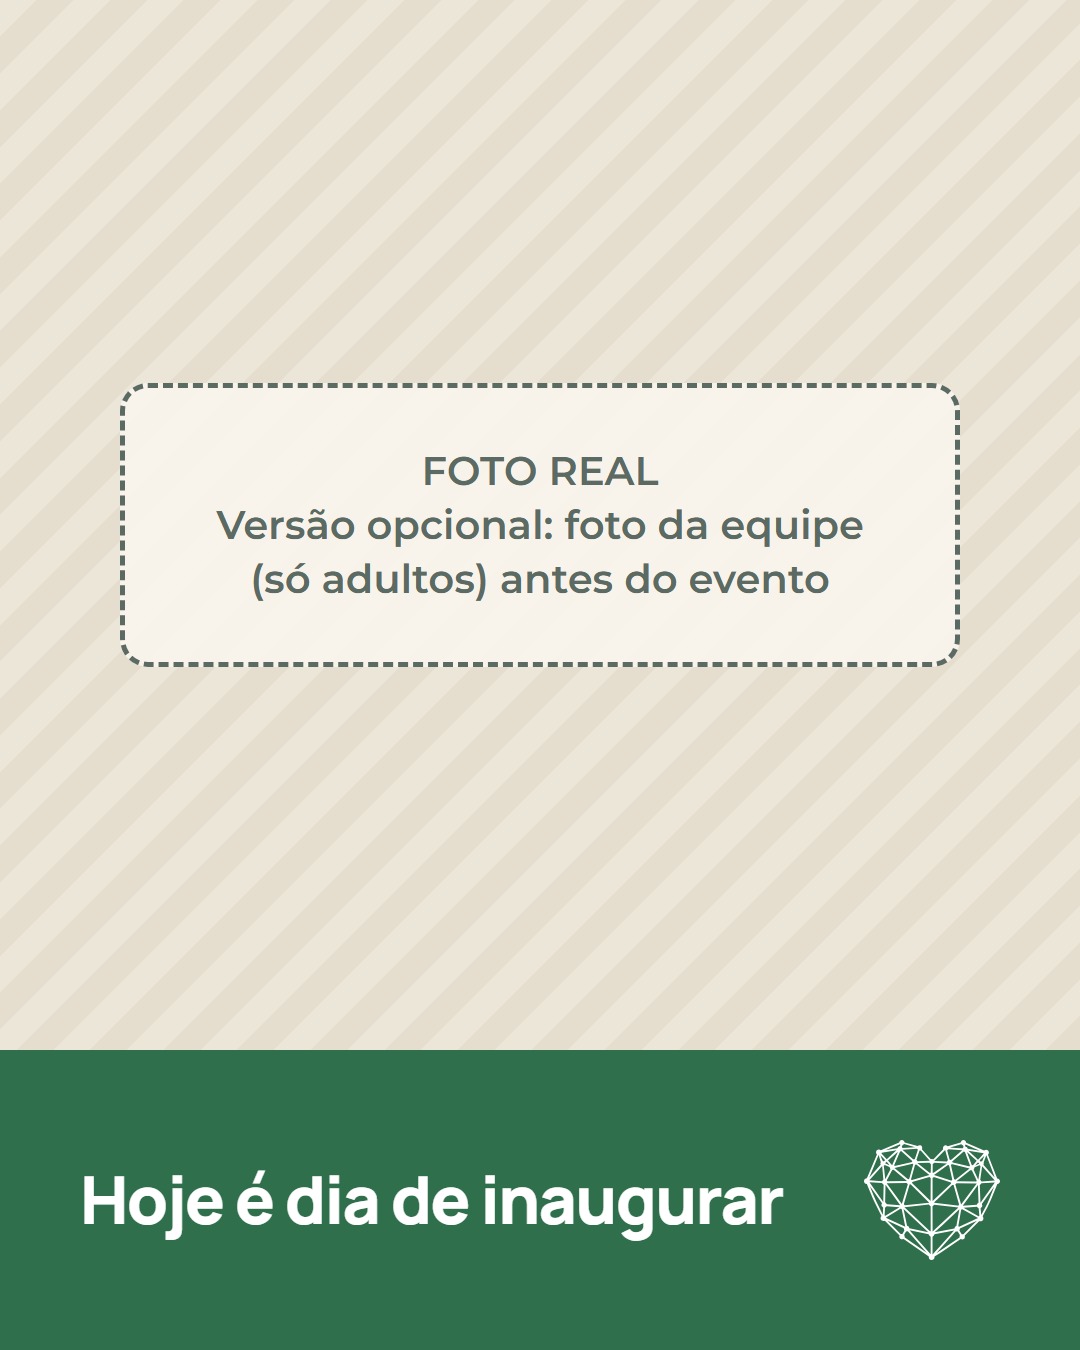 FOTO REAL
Versão opcional: foto da equipe
(só adultos) antes do evento
Hoje é dia de inaugurar